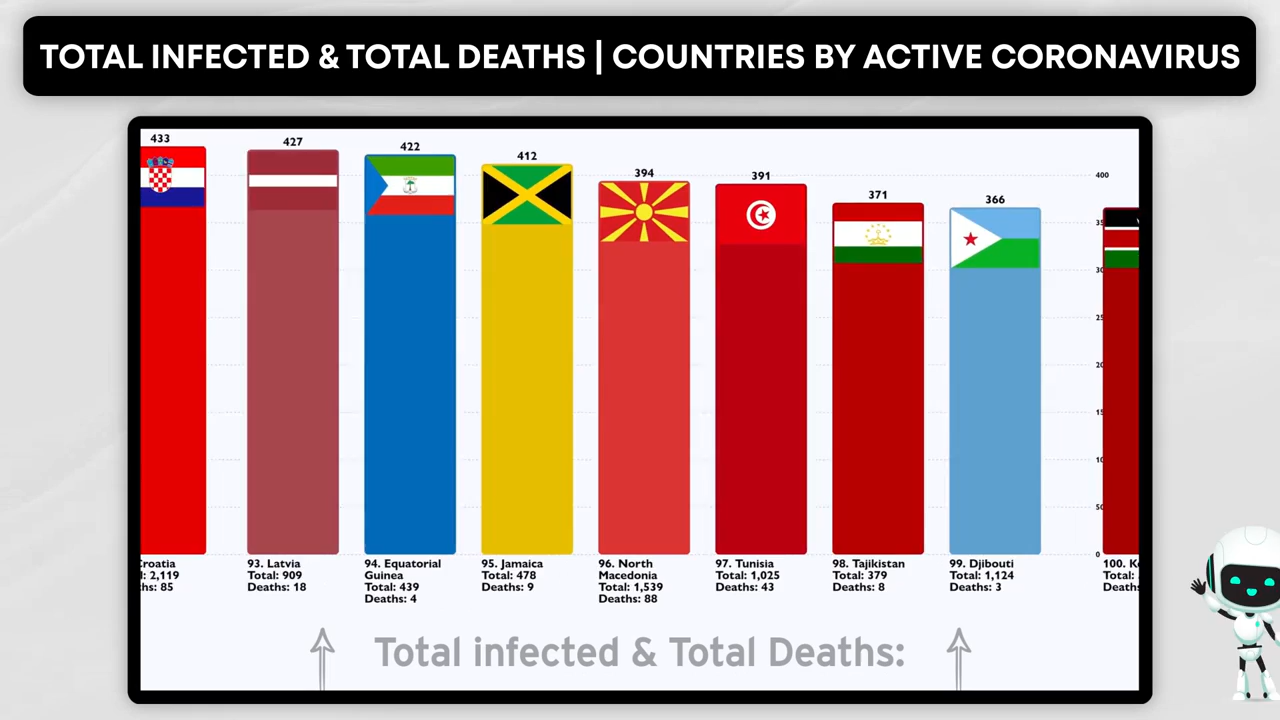 TOTAL INFECTED & TOTAL DEATHS | COUNTRIES BY ACTIVE CORONAVIRUS
433
427
422
412
394
391
371
366
400
0
Croatia
2,119
85
93. Latvia
Total: 909
Deaths: 18
94. Equatorial
Guinea
Total: 439
Deaths: 4
95. Jamaica
Total: 478
Deaths: 9
96. North
Macedonia
Total: 1,539
Deaths: 88
97. Tunisia
Total: 1,025
Deaths: 43
98. Tajikistan
Total: 379
Deaths: 8
99. Djibouti
Total: 1,124
Deaths: 3
100.
Total:
Deaths
Total infected & Total Deaths: